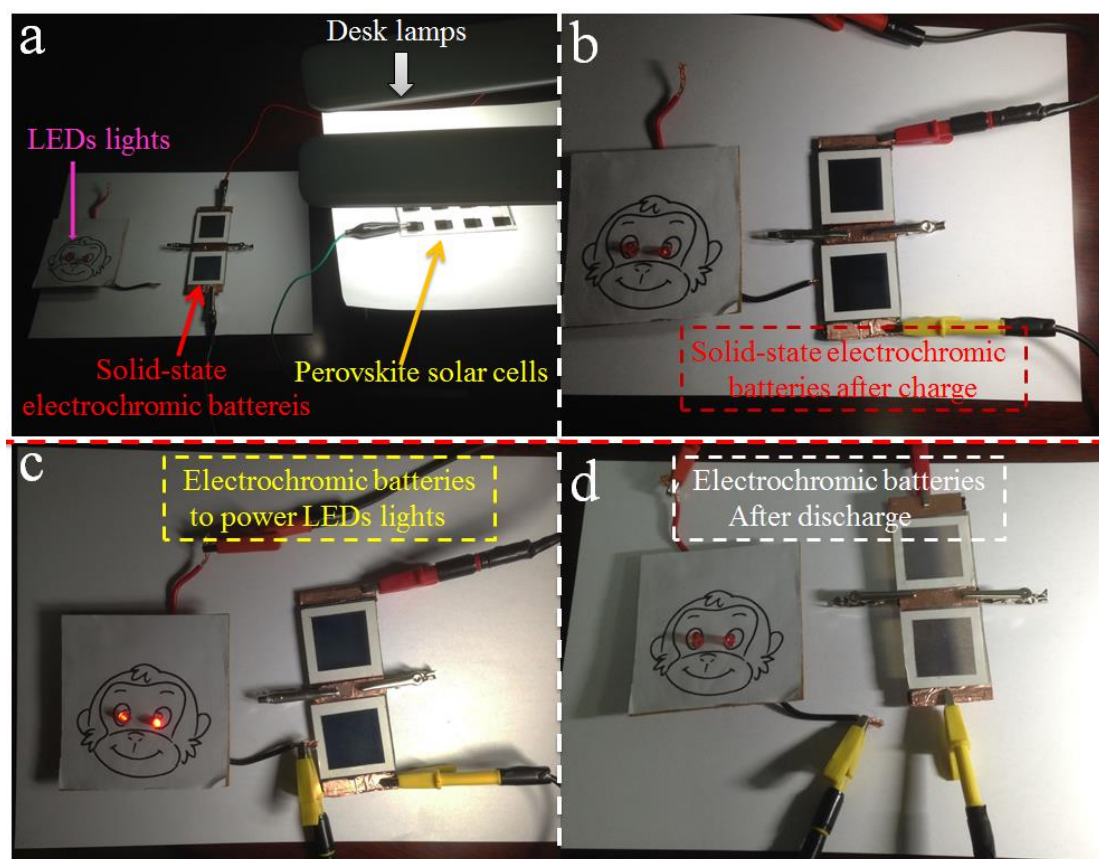 a
Desk lamps
LEDs lights
Solid-state
electrochromic battereis
Perovskite solar cells
b
Solid-state electrochromic
batteries after charge
c
Electrochromic batteries
to power LEDs lights
d
Electrochromic batteries
After discharge